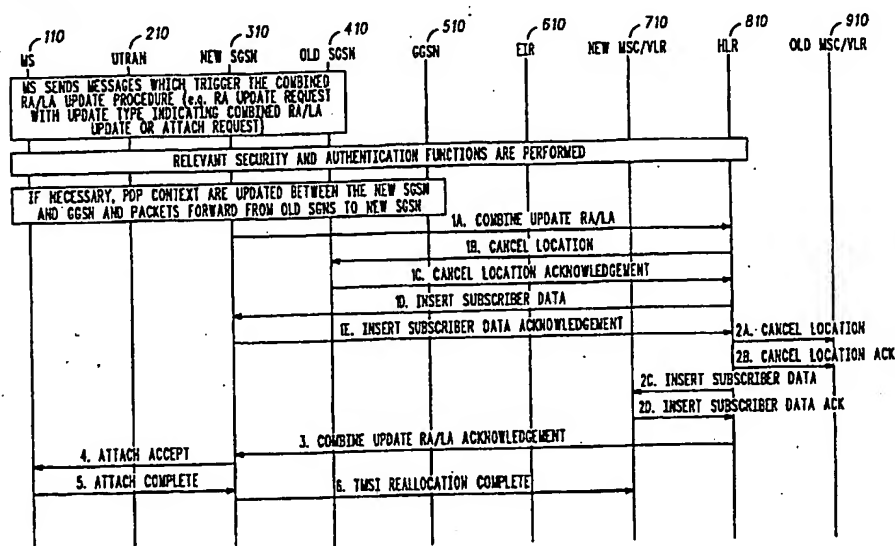 110 210 310 410 510 610 710 810 910
MS UTRAN NEW SGSN OLD SGSN GGSN EIR NEW MSC/VLR HLR OLD MSC/VLR
MS SENDS MESSAGES WHICH TRIGGER THE COMBINED
RA/LA UPDATE PROCEDURE (e.g. RA UPDATE REQUEST
WITH UPDATE TYPE INDICATING COMBINED RA/LA
UPDATE OR ATTACH REQUEST)
RELEVANT SECURITY AND AUTHENTICATION FUNCTIONS ARE PERFORMED
IF NECESSARY, PDP CONTEXT ARE UPDATED BETWEEN THE NEW SGSN
AND GGSN AND PACKETS FORWARD FROM OLD SGNS TO NEW SGSN
1A. COMBINE UPDATE RA/LA
1B. CANCEL LOCATION
1C. CANCEL LOCATION ACKNOWLEDGEMENT
1D. INSERT SUBSCRIBER DATA
1E. INSERT SUBSCRIBER DATA ACKNOWLEDGEMENT
2A. CANCEL LOCATION
2B. CANCEL LOCATION ACK
2C. INSERT SUBSCRIBER DATA
2D. INSERT SUBSCRIBER DATA ACK
3. COMBINE UPDATE RA/LA ACKNOWLEDGEMENT
4. ATTACH ACCEPT
5. ATTACH COMPLETE
6. TMSI REALLOCATION COMPLETE